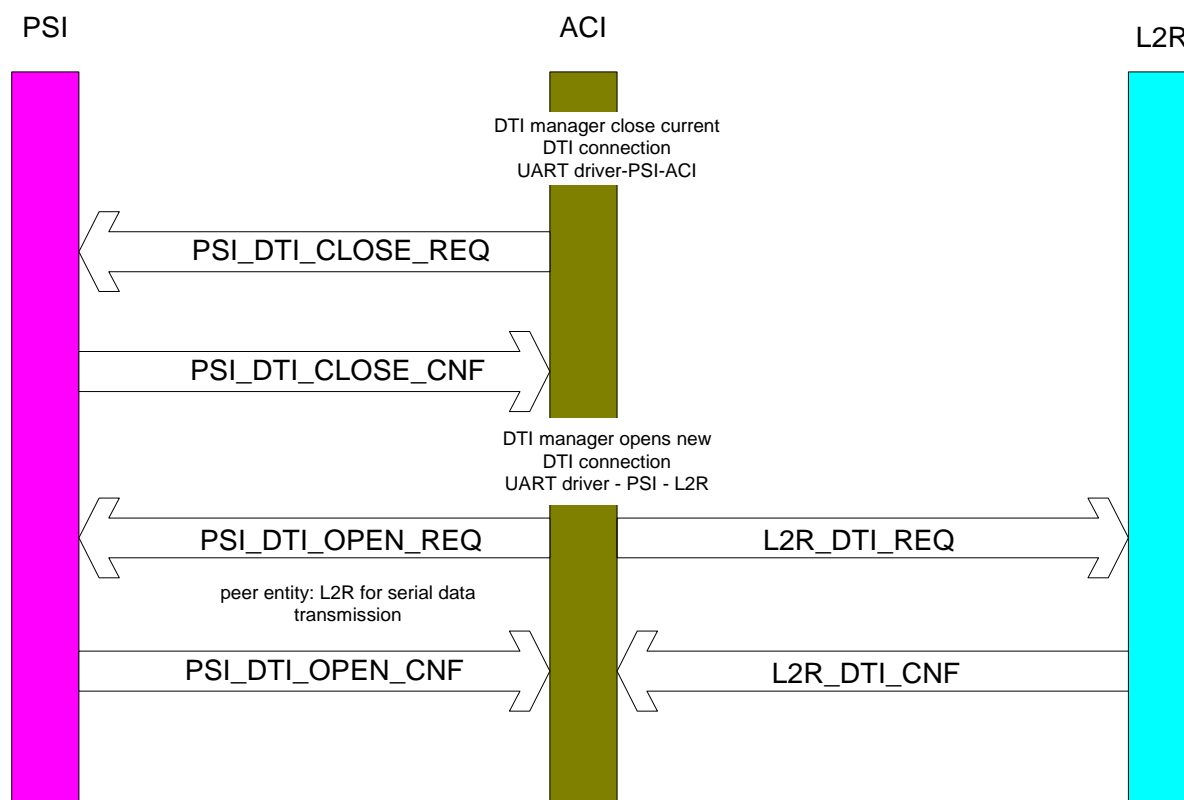 PSI
ACI
L2R
DTI manager close current
DTI connection
UART driver-PSI-ACI
PSI_DTI_CLOSE_REQ
PSI_DTI_CLOSE_CNF
DTI manager opens new
DTI connection
UART driver - PSI - L2R
PSI_DTI_OPEN_REQ
L2R_DTI_REQ
peer entity: L2R for serial data
transmission
PSI_DTI_OPEN_CNF
L2R_DTI_CNF